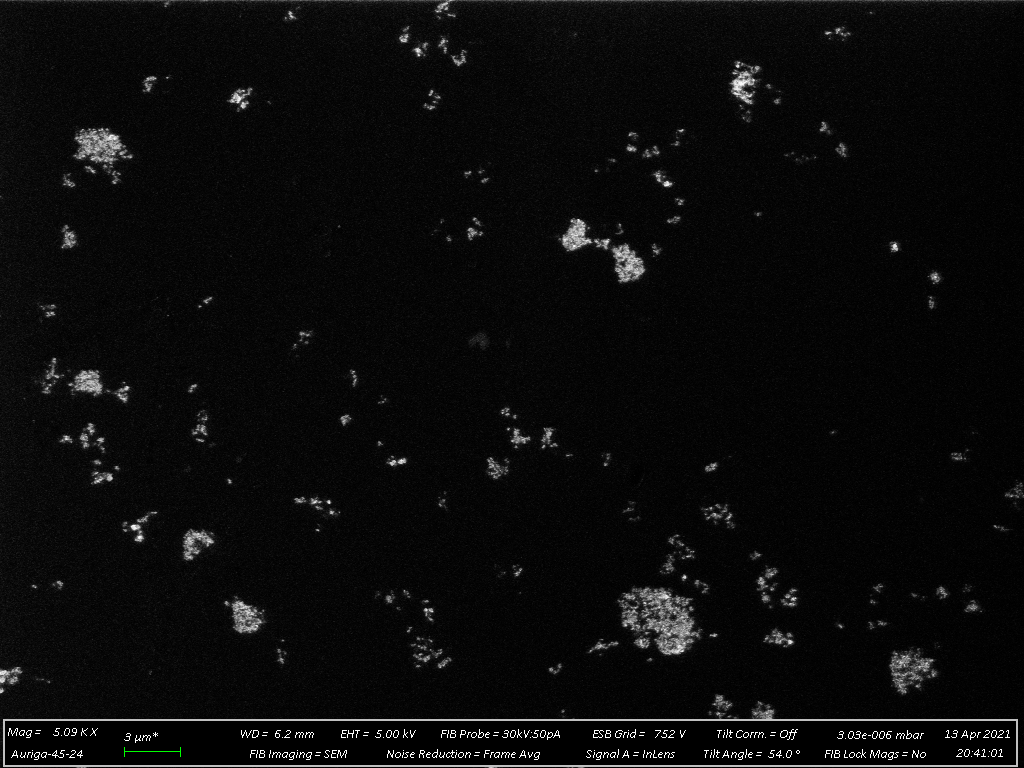 Mag = 5.09 K X 3 µm* WD = 6.2 mm EHT = 5.00 kV FIB Probe = 30kV:50pA ESB Grid = 752 V Tilt Corrn. = Off 3.03e-006 mbar 13 Apr 2021
Auriga-45-24 FIB Imaging = SEM Noise Reduction = Frame Avg Signal A = InLens Tilt Angle = 54.0 ° FIB Lock Mags = No 20:41:01